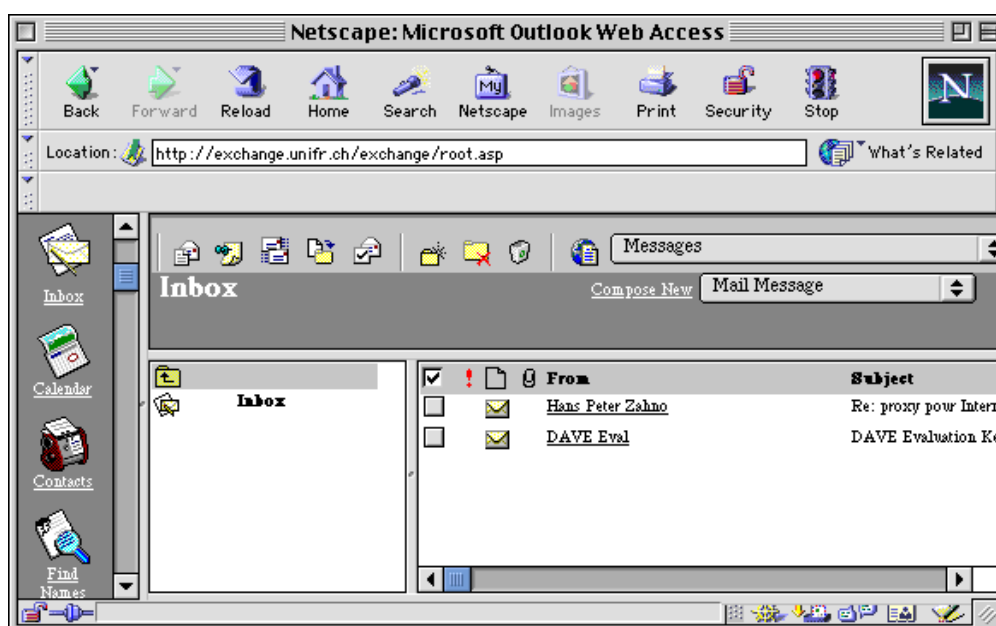 Netscape: Microsoft Outlook Web Access
Back Forward Reload Home Search Netscape Images Print Security Stop
My
N
Location: http://exchange.unifr.ch/exchange/root.asp What's Related
Messages
Inbox
Compose New Mail Message
Inbox
Calendar
Contacts
Find
Names
Inbox
From Subject
Hans Peter Zahno Re: proxy pour Intern
DAVE Eval DAVE Evaluation Ke